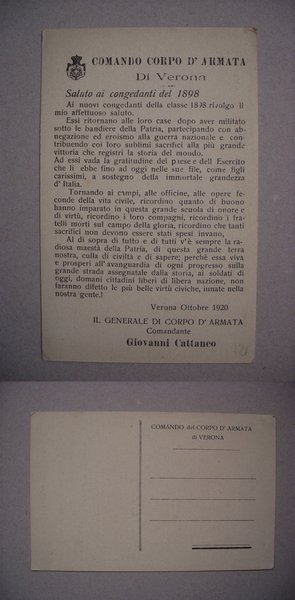 COMANDO CORPO D' ARMATA
Di Verona
Saluto ai congedanti del 1898
Ai nuovi congedanti della classe 1898 rivolgo il
mio affettuoso saluto.
Essi ritornano alle loro case dopo aver militato
sotto le bandiere della Patria, partecipando con ab-
negazione ed eroismo alla guerra nazionale e con-
tribuendo coi loro sublimi sacrifici alla più grande
vittoria che registri la storia del mondo.
Ad essi vada la gratitudine del paese e dell' Esercito
che li ebbe fino ad oggi nelle sue file, come figli
carissimi, a sostegno della immortale grandezza
d' Italia.
Tornando ai campi, alle officine, alle opere fe-
conde della vita civile, ricordino quanto di buono
hanno imparato in questa grande scuola di onore e
di virtù, ricordino i loro compagni, ricordino i fra-
telli morti sul campo della gloria, ricordino che tanti
sacrifici non devono essere stati spesi invano,
Al di sopra di tutto e di tutti v'è sempre la ra-
diosa maestà della Patria, di questa grande terra
nostra, culla di civiltà e di sapere; perchè essa viva
e prosperi all'avanguardia di ogni progresso sulla
grande strada assegnatale dalla storia, ai soldati di
oggi, domani cittadini liberi di libera nazione, non
faranno difetto le più belle virtù civiche, innate nella
nostra gente.!
Verona Ottobre 1920
IL GENERALE DI CORPO D' ARMATA
Comandante
Giovanni Cattaneo
COMANDO del CORPO D' ARMATA
di VERONA